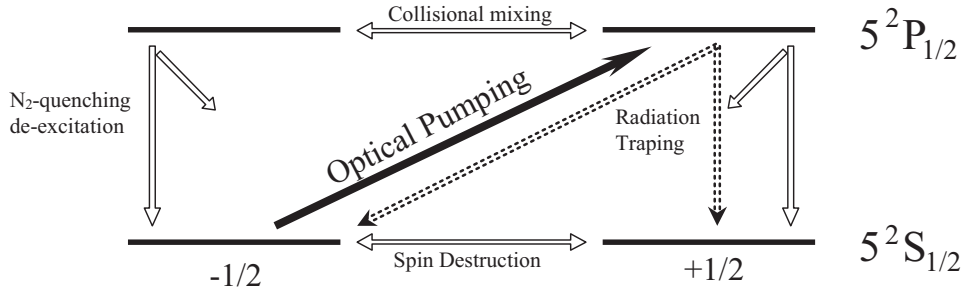 Collisional mixing
5 ²P₁/₂
N₂-quenching
de-excitation
Optical Pumping
Radiation
Traping
5 ²S₁/₂
Spin Destruction
-1/2
+1/2